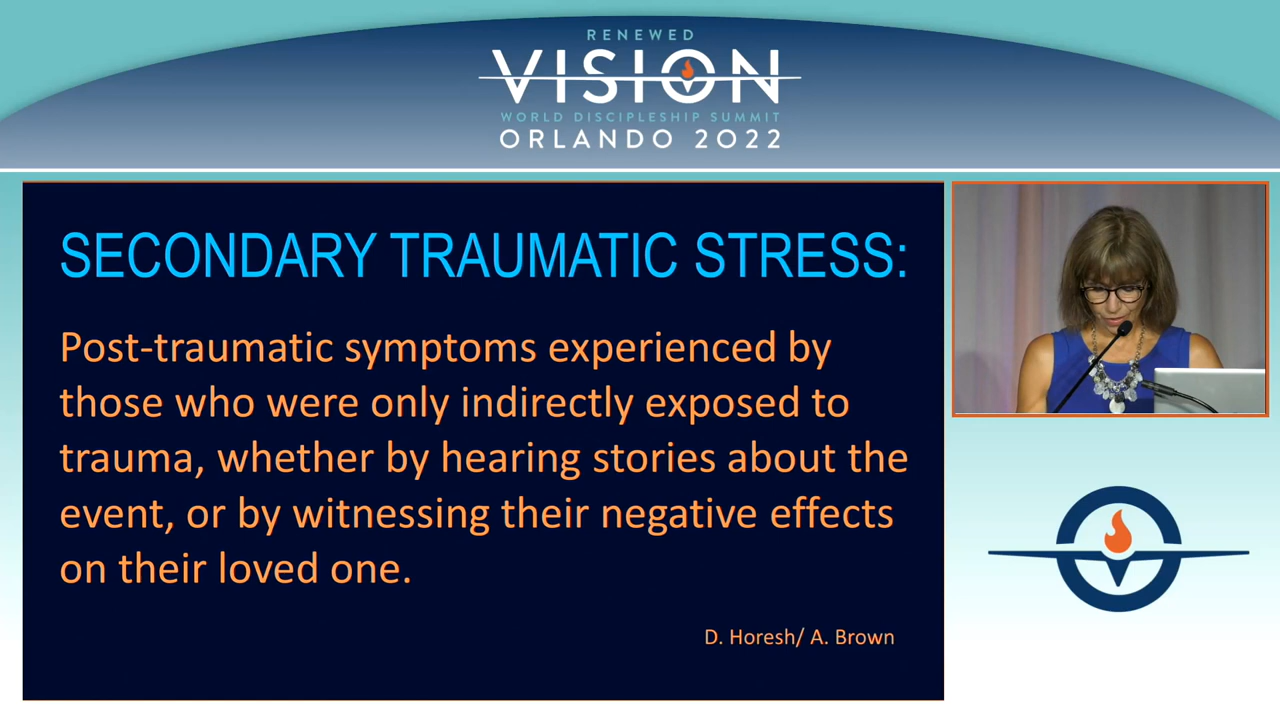 RENEWED
VISION
WORLD DISCIPLESHIP SUMMIT
ORLANDO 2022
SECONDARY TRAUMATIC STRESS:
Post-traumatic symptoms experienced by
those who were only indirectly exposed to
trauma, whether by hearing stories about the
event, or by witnessing their negative effects
on their loved one.
D. Horesh/ A. Brown